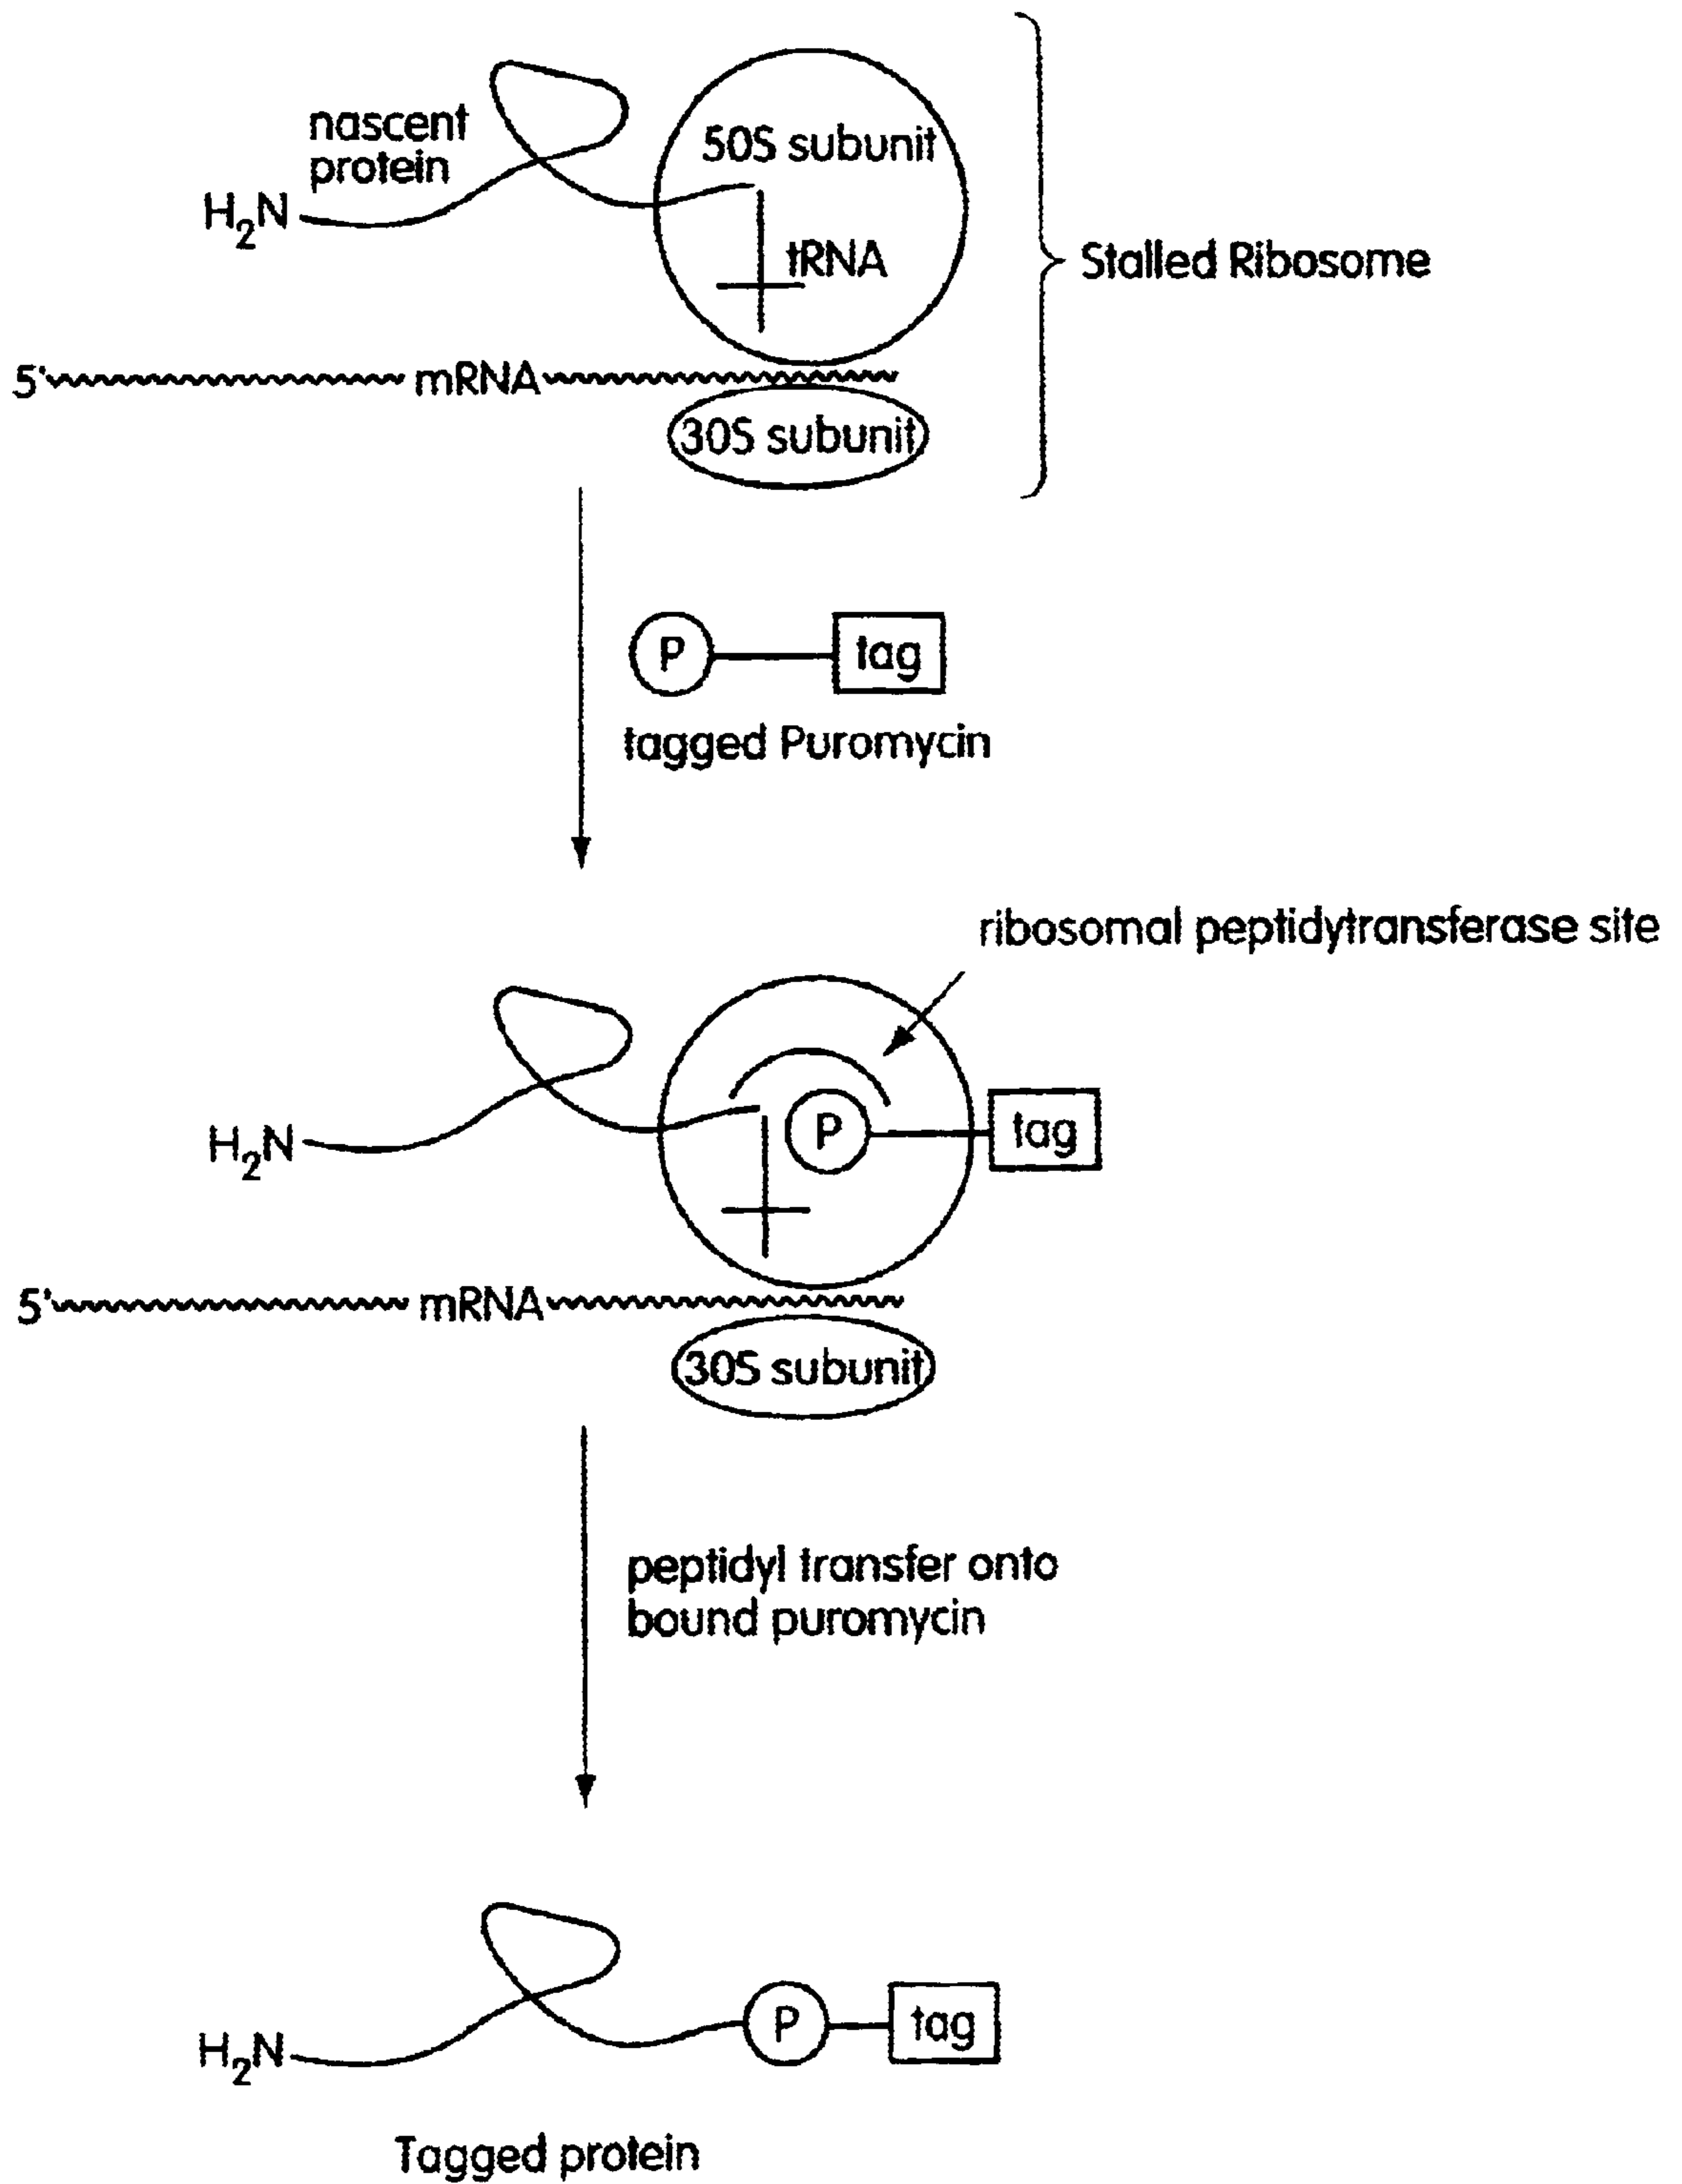 nascent
protein
H2N
50S subunit
tRNA
Stalled Ribosome
5' mRNA
30S subunit
P tag
tagged Puromycin
ribosomal peptidytransferase site
H2N
P
tag
5' mRNA
30S subunit
peptidyl transfer onto
bound puromycin
H2N
P tag
Tagged protein